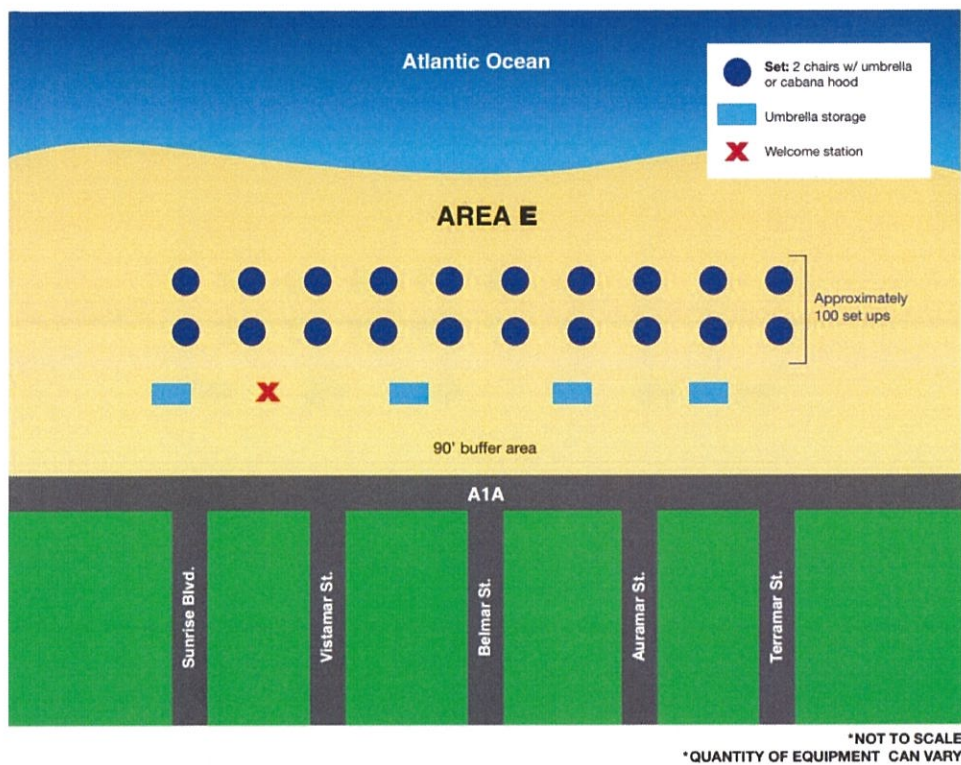 Atlantic Ocean
Set: 2 chairs w/ umbrella
or cabana hood
Umbrella storage
Welcome station
AREA E
Approximately
100 set ups
90' buffer area
A1A
Sunrise Blvd.
Vistamar St.
Belmar St.
Auramar St.
Terramar St.
*NOT TO SCALE
*QUANTITY OF EQUIPMENT CAN VARY